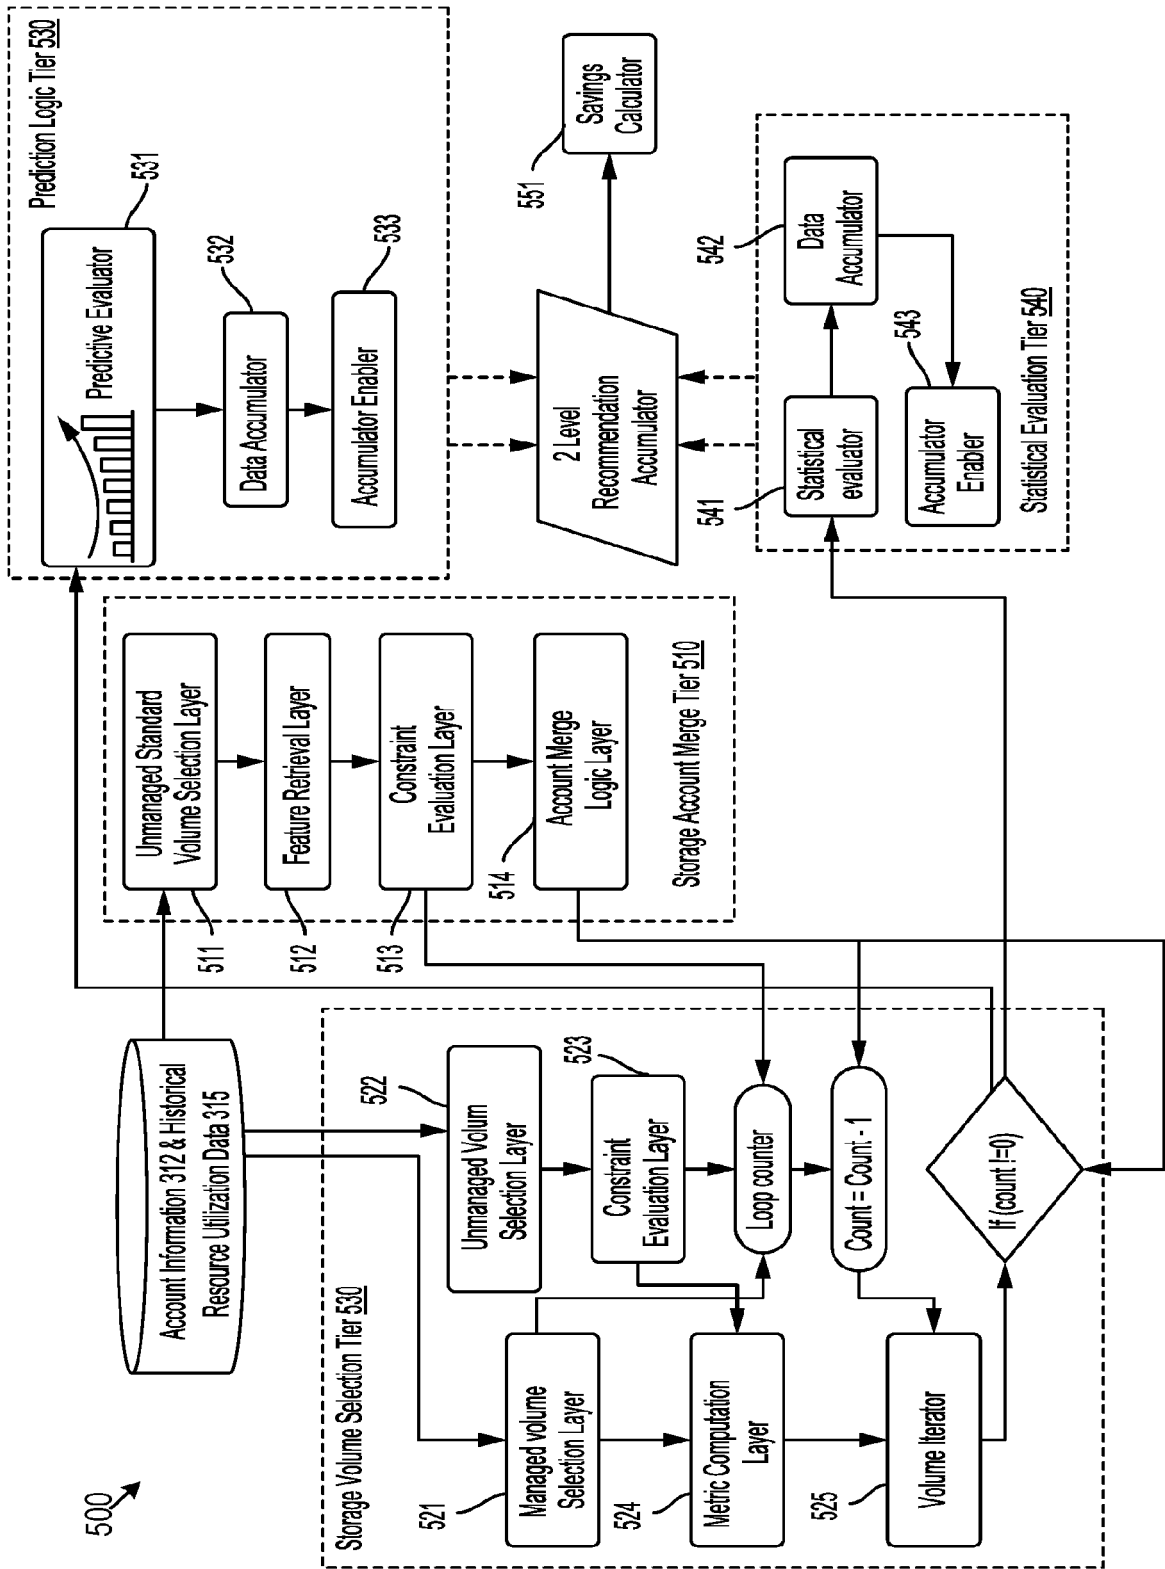 500
Account Information 312 & Historical
Resource Utilization Data 315
Storage Volume Selection Tier 530
521
Managed volume
Selection Layer
522
Unmanaged Volum
Selection Layer
523
Constraint
Evaluation Layer
524
Metric Computation
Layer
Loop counter
Count = Count - 1
525
Volume Iterator
If (count !=0)
Storage Account Merge Tier 510
511
Unmanaged Standard
Volume Selection Layer
512
Feature Retrieval Layer
513
Constraint
Evaluation Layer
514
Account Merge
Logic Layer
Prediction Logic Tier 530
531
Predictive Evaluator
532
Data Accumulator
533
Accumulator Enabler
2 Level
Recommendation
Accumulator
551
Savings
Calculator
541
Statistical
evaluator
542
Data
Accumulator
543
Accumulator
Enabler
Statistical Evaluation Tier 540